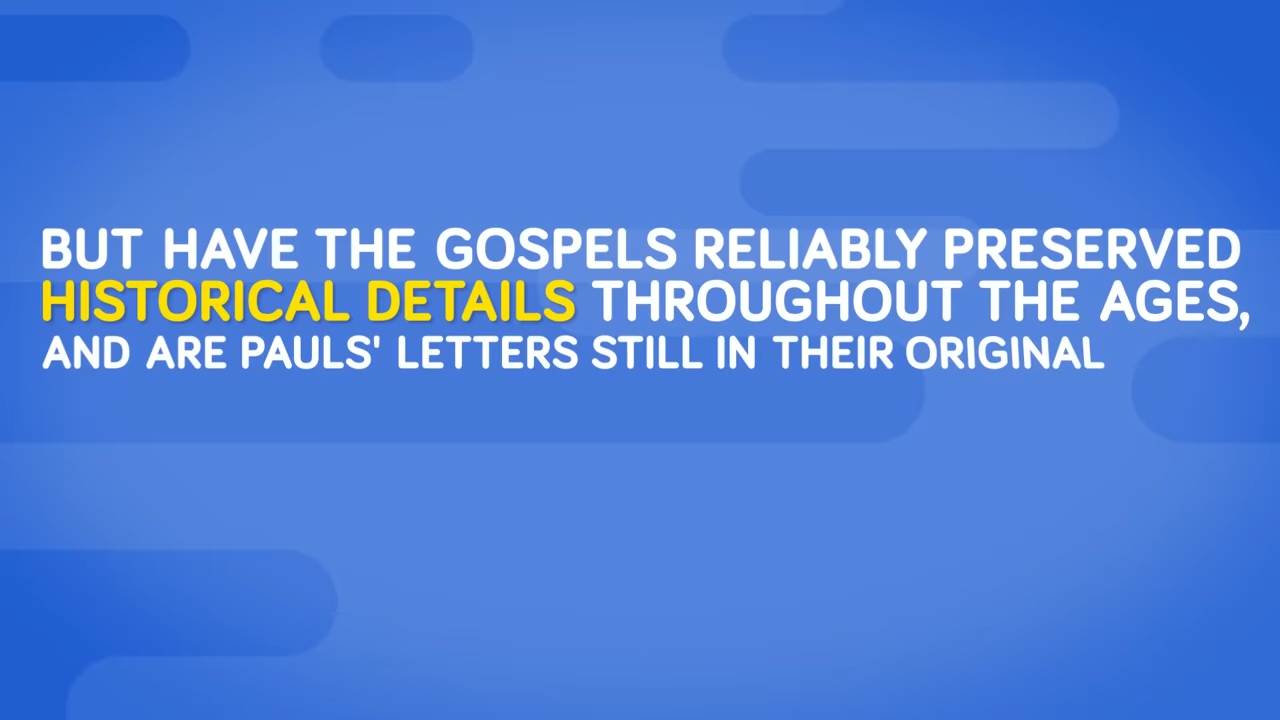 BUT HAVE THE GOSPELS RELIABLY PRESERVED
HISTORICAL DETAILS THROUGHOUT THE AGES,
AND ARE PAULS' LETTERS STILL IN THEIR ORIGINAL